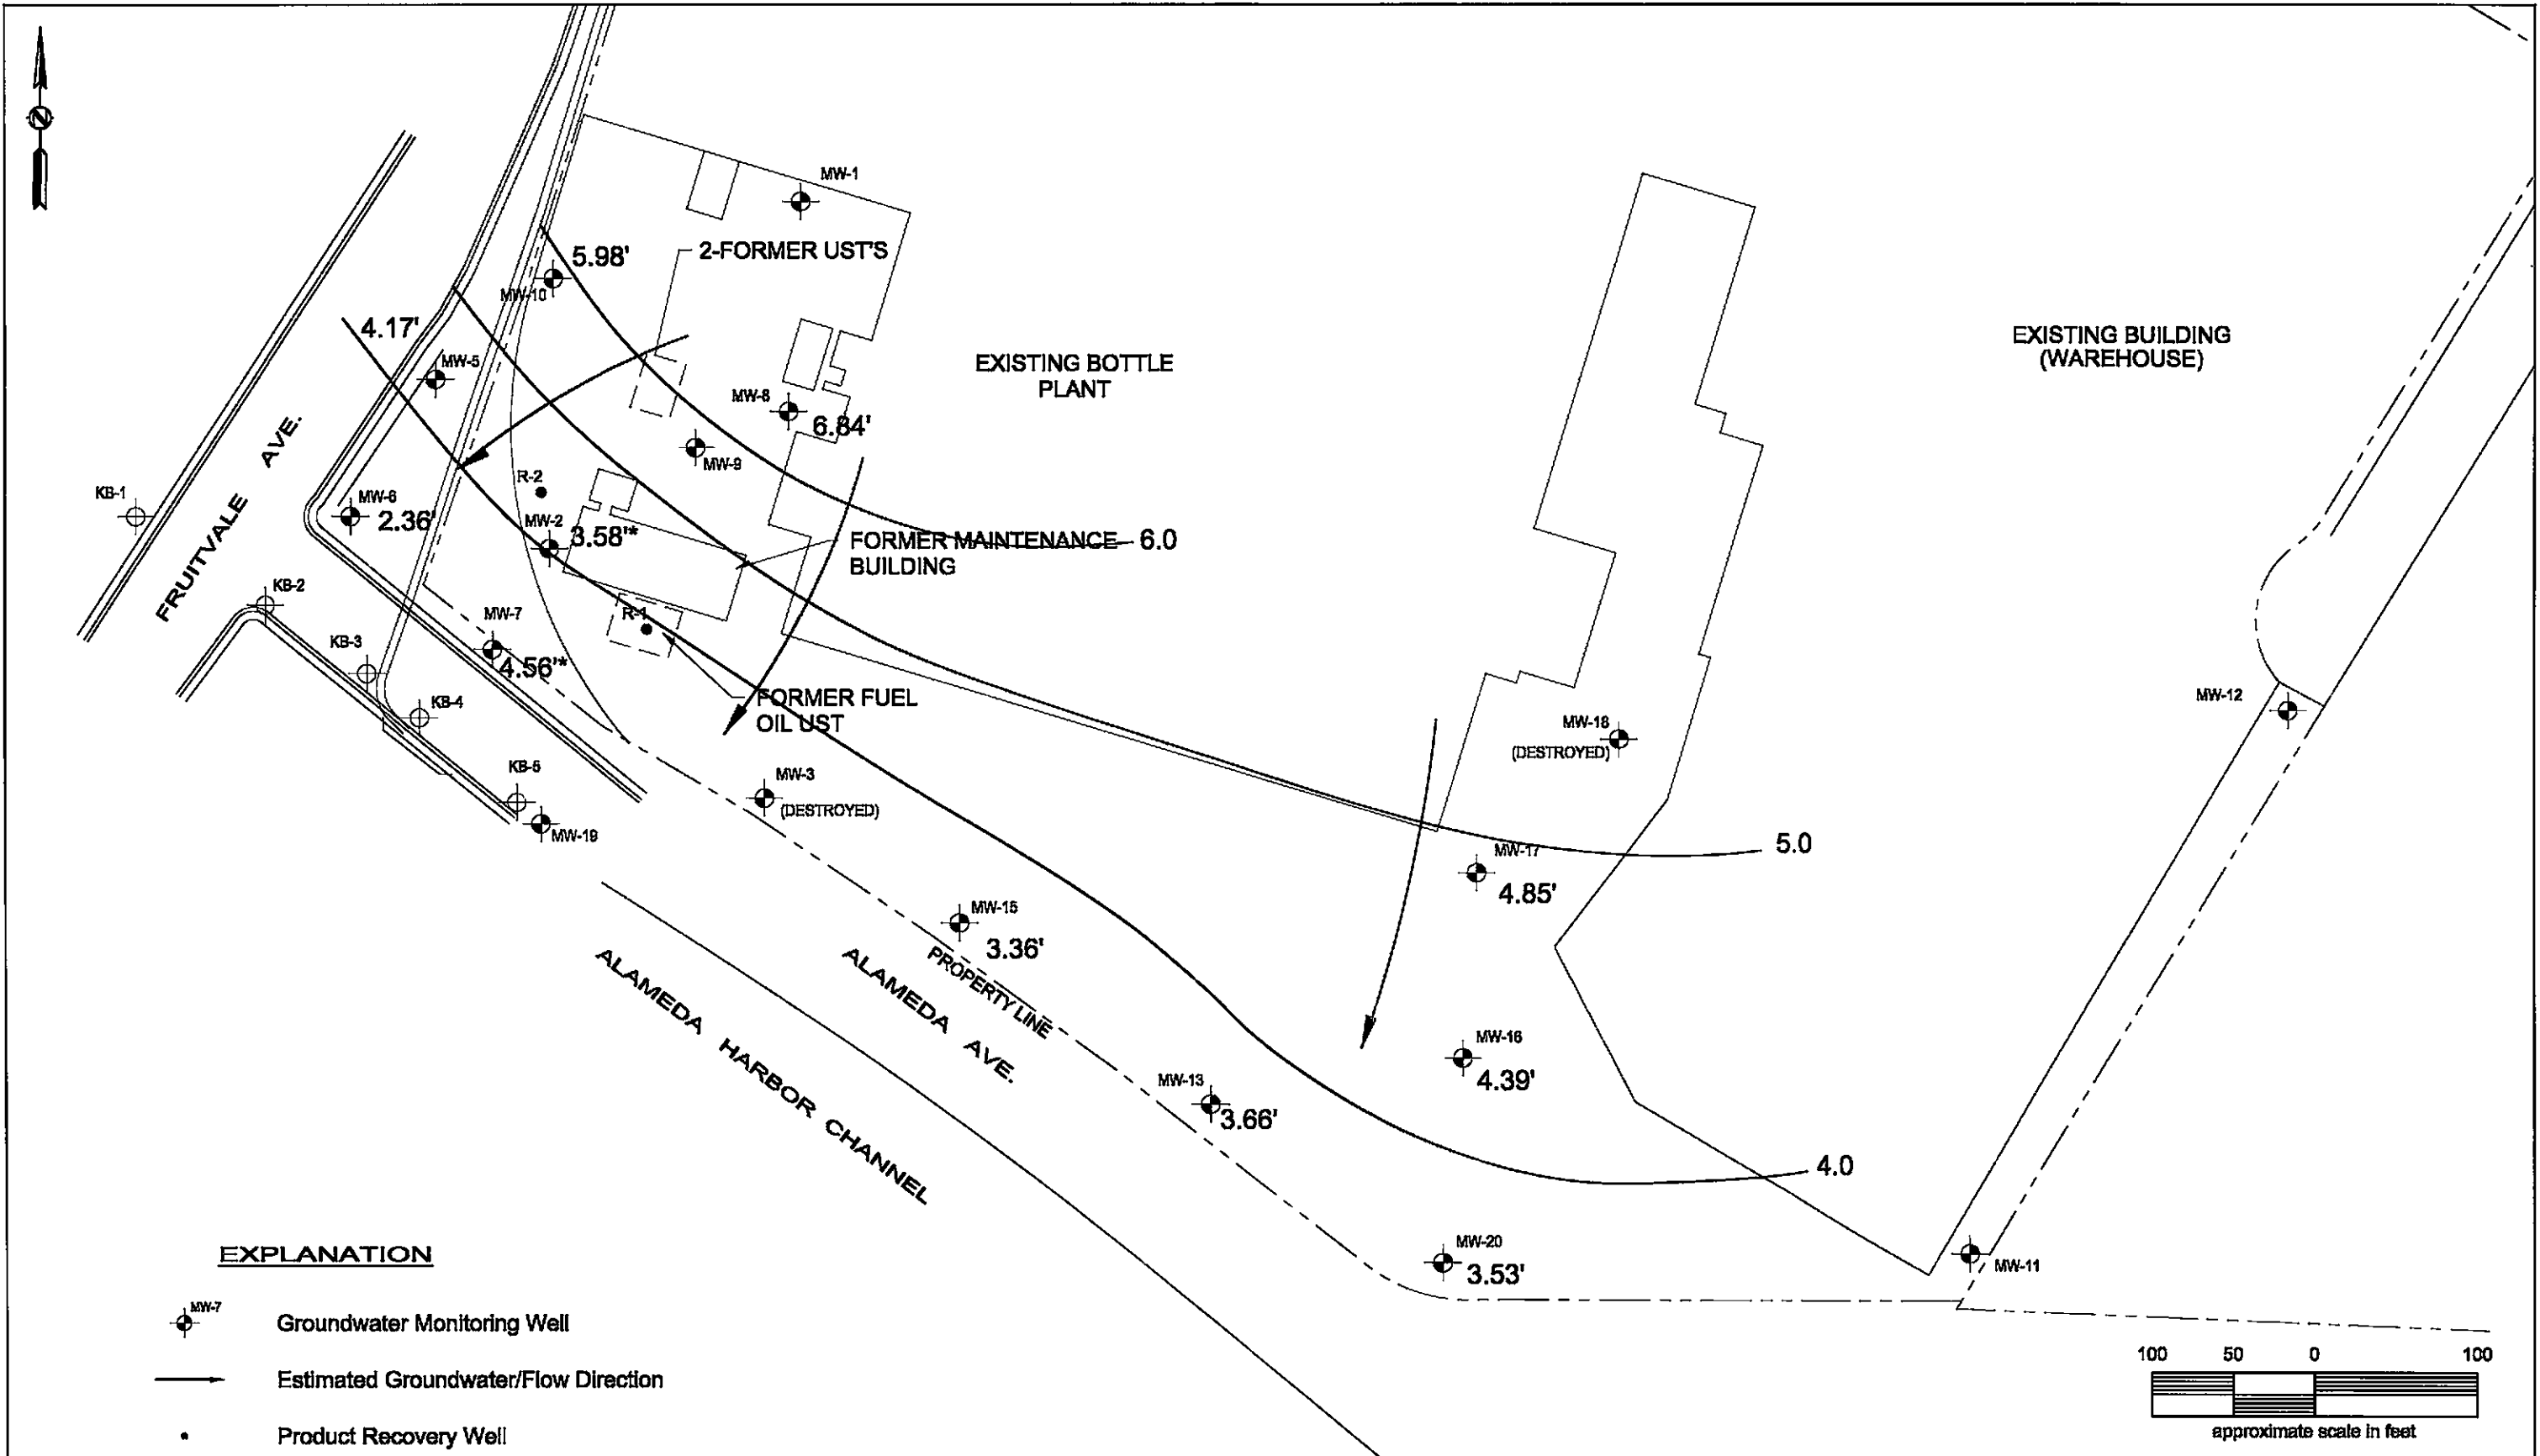 N
MW-1
2-FORMER UST'S
5.98'
MW-10
4.17'
MW-5
EXISTING BOTTLE
PLANT
EXISTING BUILDING
(WAREHOUSE)
MW-8
6.84'
MW-9
FRUITVALE AVE.
KB-1
MW-6
2.36'
R-2
MW-2
3.58'*
FORMER MAINTENANCE
BUILDING
6.0
KB-2
R-1
MW-7
4.56'*
KB-3
KB-4
FORMER FUEL
OIL UST
MW-12
MW-18
(DESTROYED)
KB-5
MW-3
(DESTROYED)
MW-19
5.0
MW-17
4.85'
MW-15
3.36'
PROPERTY LINE
ALAMEDA AVE.
ALAMEDA HARBOR CHANNEL
MW-16
4.39'
MW-13
3.66'
4.0
MW-20
3.53'
MW-11
EXPLANATION
MW-7
Groundwater Monitoring Well
Estimated Groundwater/Flow Direction
Product Recovery Well
100 50 0 100
approximate scale in feet